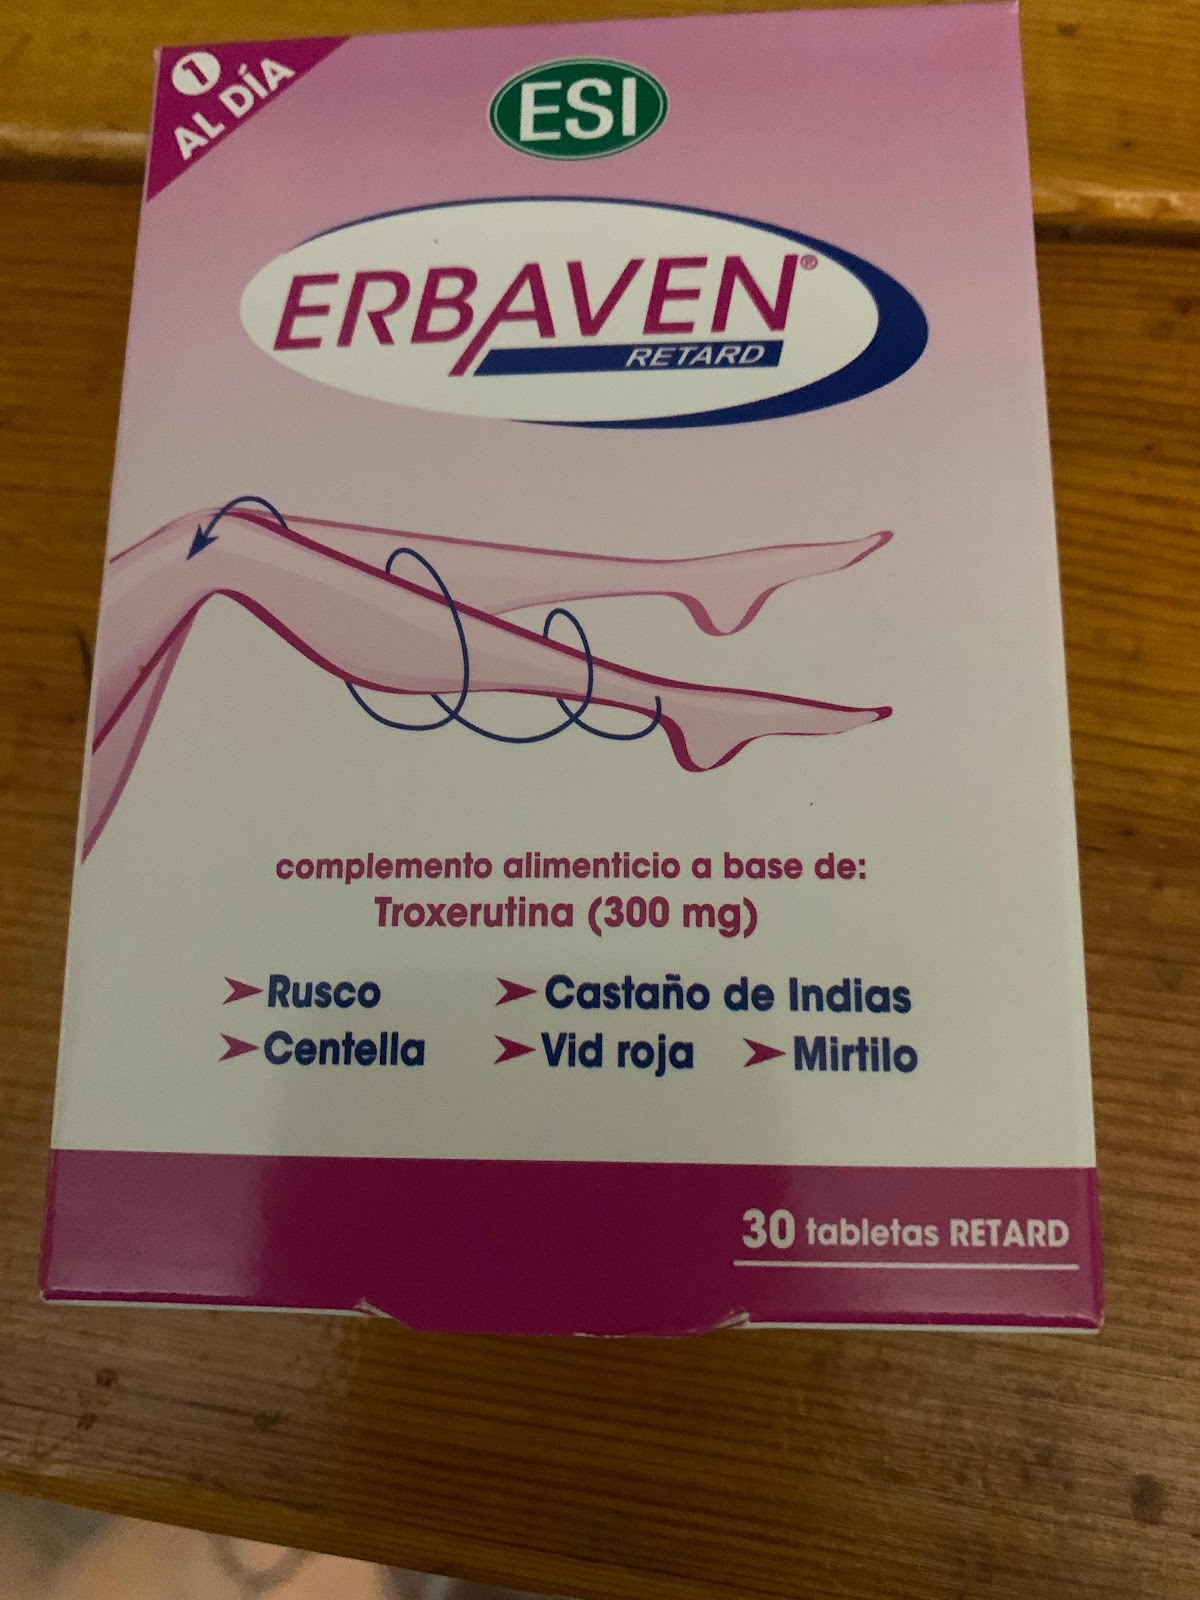 1
AL DÍA
ESI
ERBAVEN®
RETARD
complemento alimenticio a base de:
Troxerutina (300 mg)
➤Rusco ➤Castaño de Indias
➤Centella ➤Vid roja ➤Mirtilo
30 tabletas RETARD